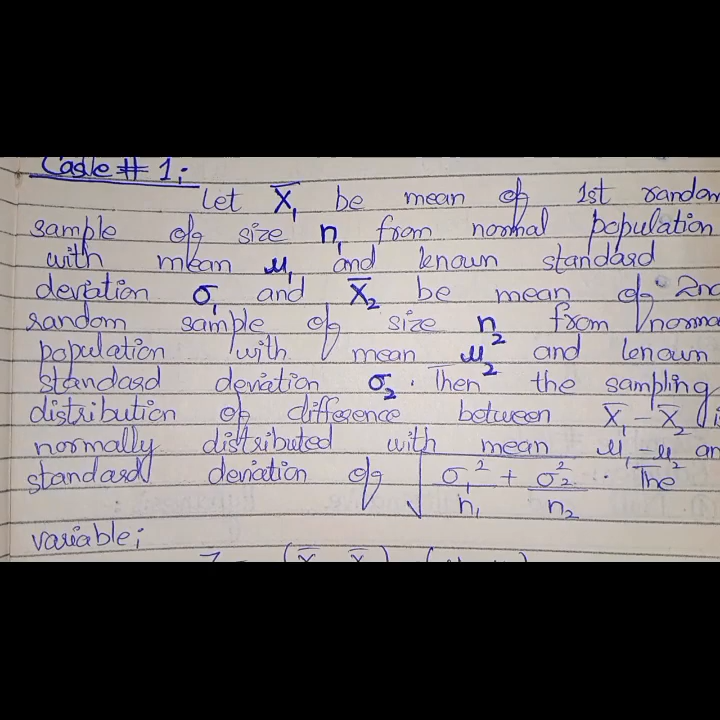 Case # 1:
Let X̄₁ be mean of 1st random
sample of size n₁ from normal population
with mean μ₁ and known standard
deviation σ₁ and X̄₂ be mean of 2nd
random sample of size n₂ from normal
population with mean μ₂ and known
standard deviation σ₂. Then the sampling
distribution of difference between X̄₁ - X̄₂ is
normally distributed with mean μ₁ - μ₂ an
standard deviation of √(σ₁²/n₁ + σ₂²/n₂). The
variable;